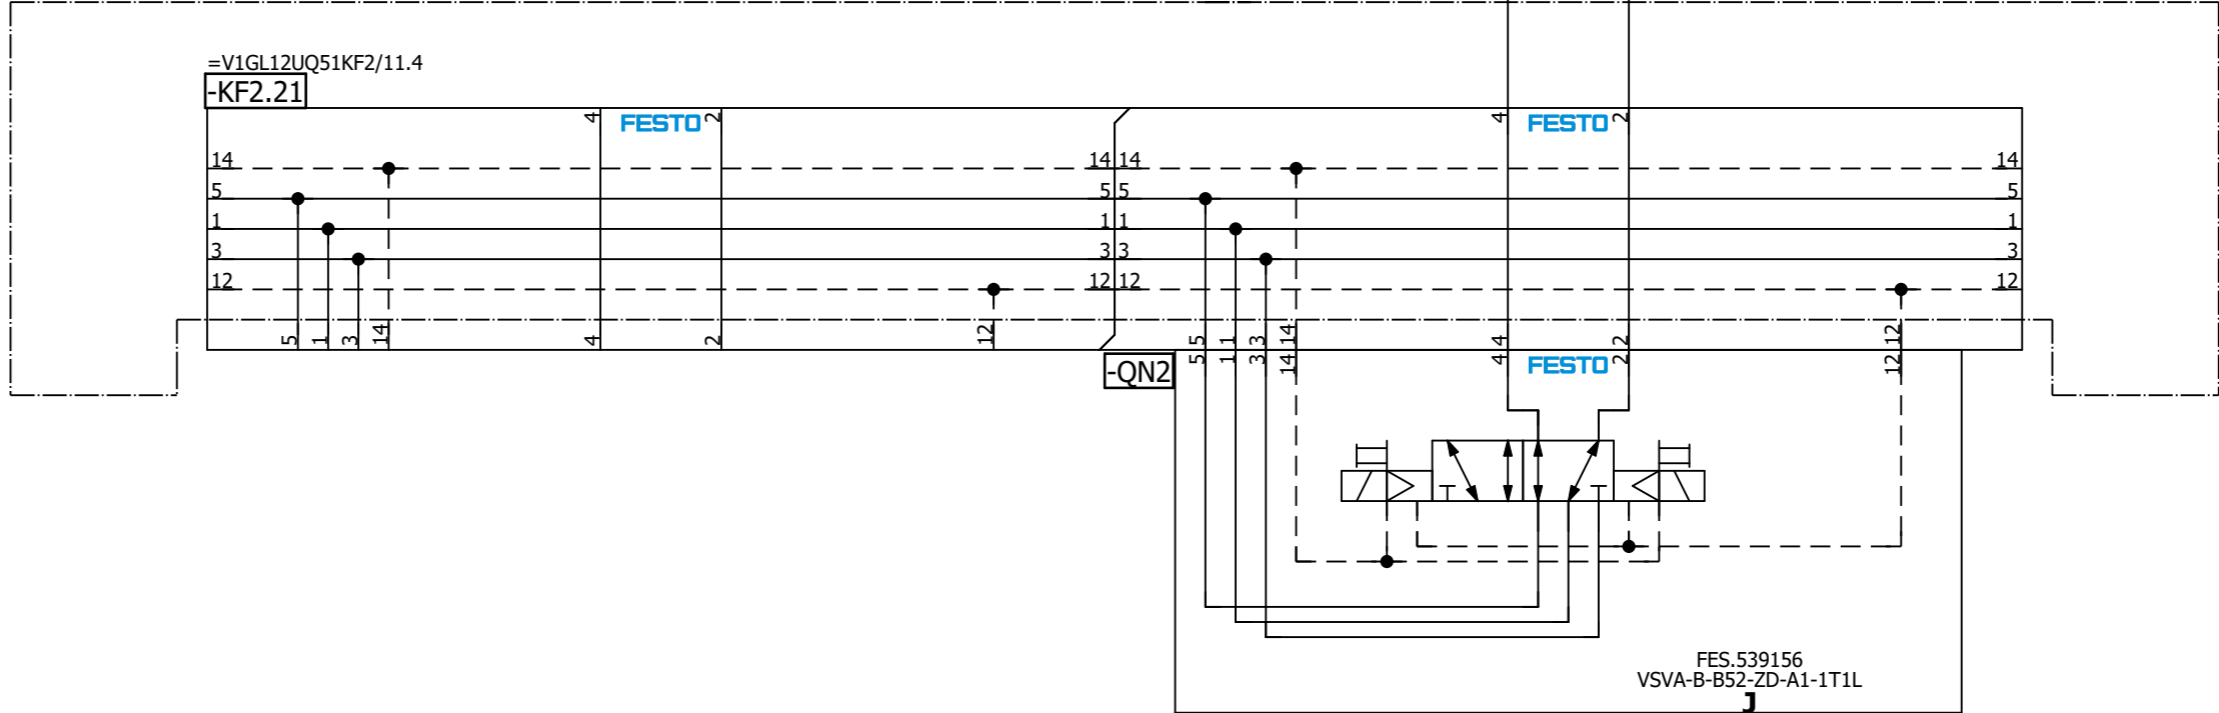 =V1GL12UQ51KF2/11.4
-KF2.21
4 FESTO 2 4 FESTO 2
14 14 14 14
5 5 5 5
1 1 1 1
3 3 3 3
12 12 12 12
5 1 3 14 4 2 12 5 1 3 14 4 2 12
-QN2 5 1 3 14 4 FESTO 2 12
FES.539156
VSVA-B-B52-ZD-A1-1T1L
J